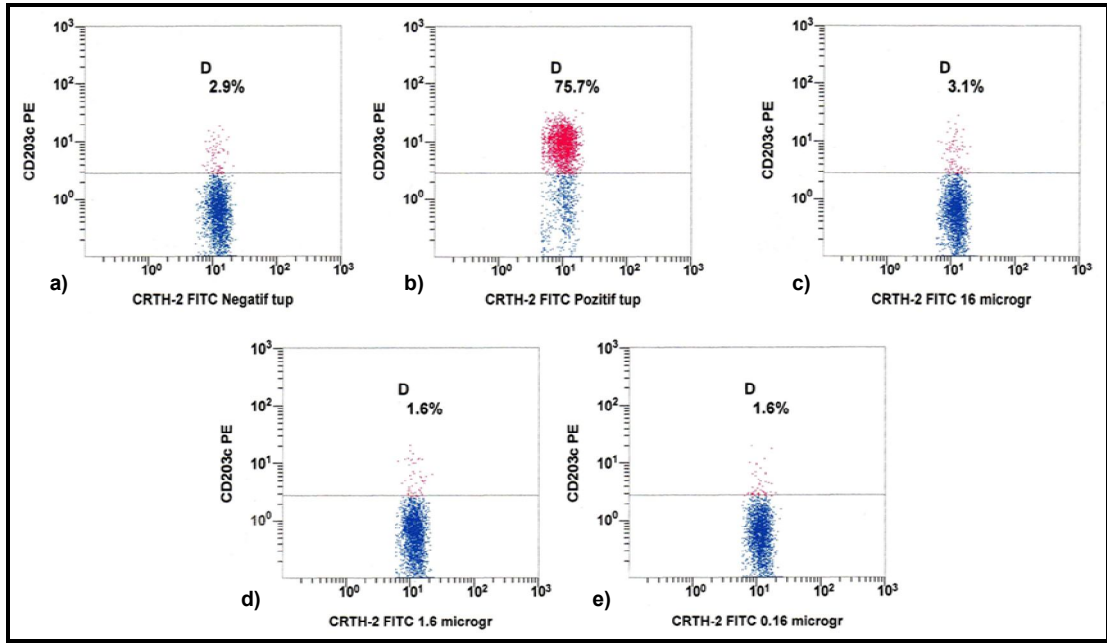 10³
10²
10¹
10⁰
CD203c PE
D
2.9%
10⁰ 10¹ 10² 10³
a)
CRTH-2 FITC Negatif tup
10³
10²
10¹
10⁰
CD203c PE
D
75.7%
10⁰ 10¹ 10² 10³
b)
CRTH-2 FITC Pozitif tup
10³
10²
10¹
10⁰
CD203c PE
D
3.1%
10⁰ 10¹ 10² 10³
c)
CRTH-2 FITC 16 microgr
10³
10²
10¹
10⁰
CD203c PE
D
1.6%
10⁰ 10¹ 10² 10³
d)
CRTH-2 FITC 1.6 microgr
10³
10²
10¹
10⁰
CD203c PE
D
1.6%
10⁰ 10¹ 10² 10³
e)
CRTH-2 FITC 0.16 microgr